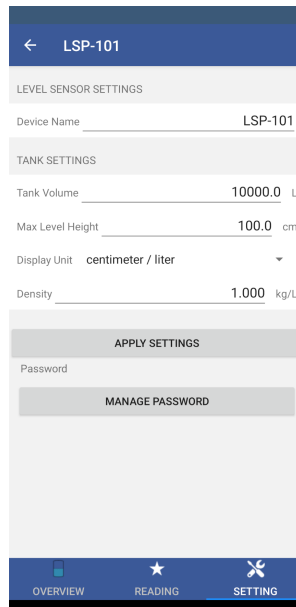 LSP-101
LEVEL SENSOR SETTINGS
Device Name LSP-101
TANK SETTINGS
Tank Volume 10000.0 L
Max Level Height 100.0 cm
Display Unit centimeter / liter
Density 1.000 kg/L
APPLY SETTINGS
Password
MANAGE PASSWORD
OVERVIEW READING SETTING